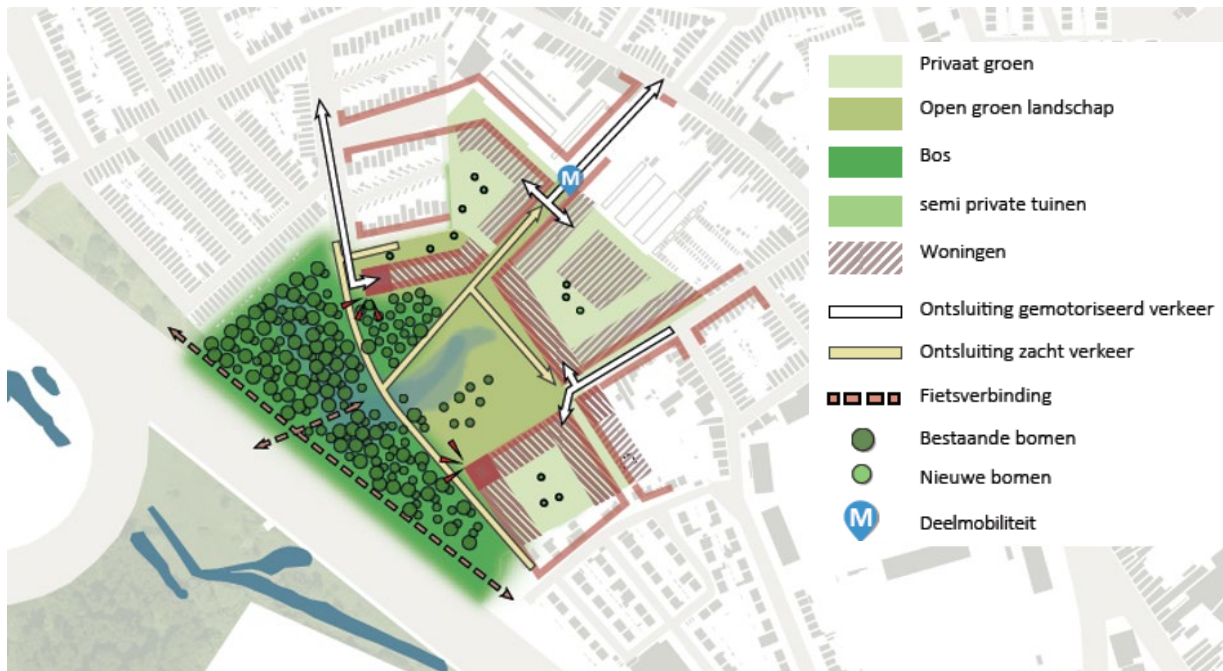 Privaat groen
Open groen landschap
Bos
semi private tuinen
Woningen
Ontsluiting gemotoriseerd verkeer
Ontsluiting zacht verkeer
Fietsverbinding
Bestaande bomen
Nieuwe bomen
M
Deelmobiliteit
M